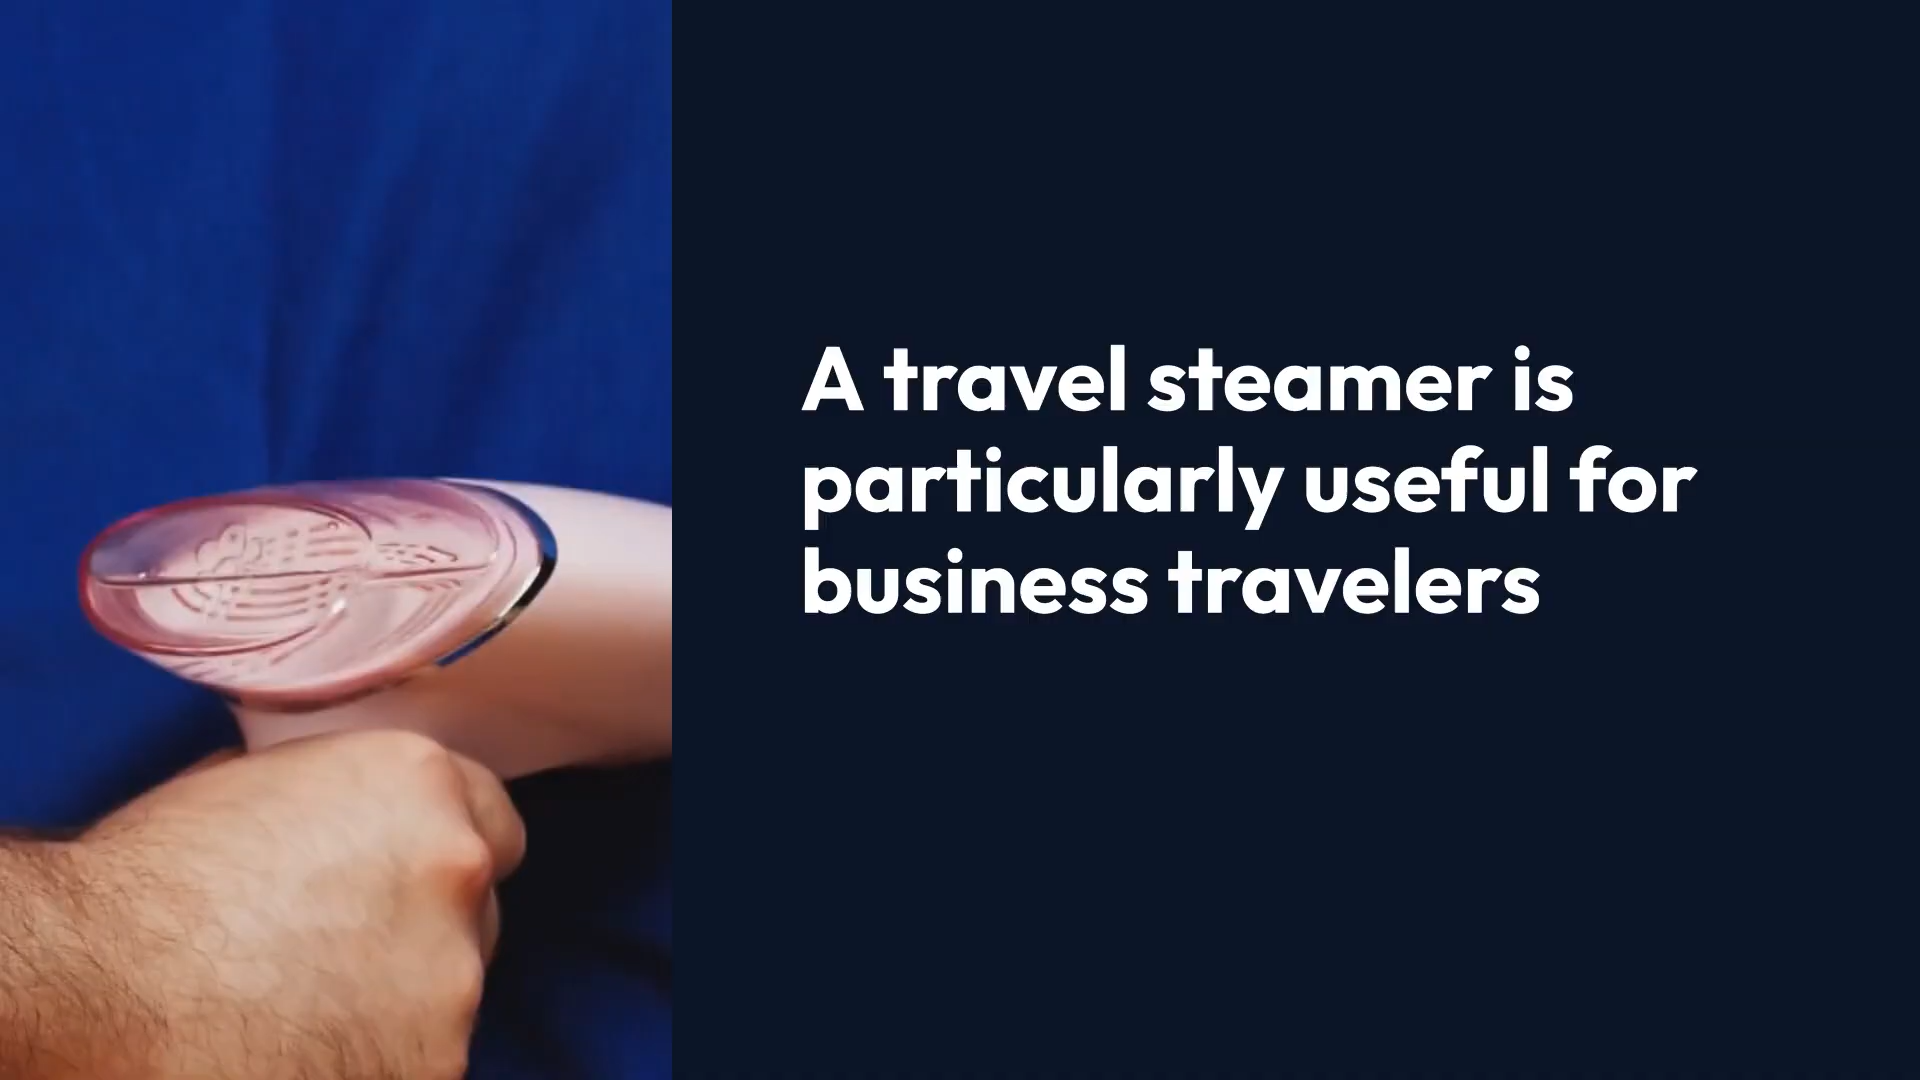 A travel steamer is
particularly useful for
business travelers